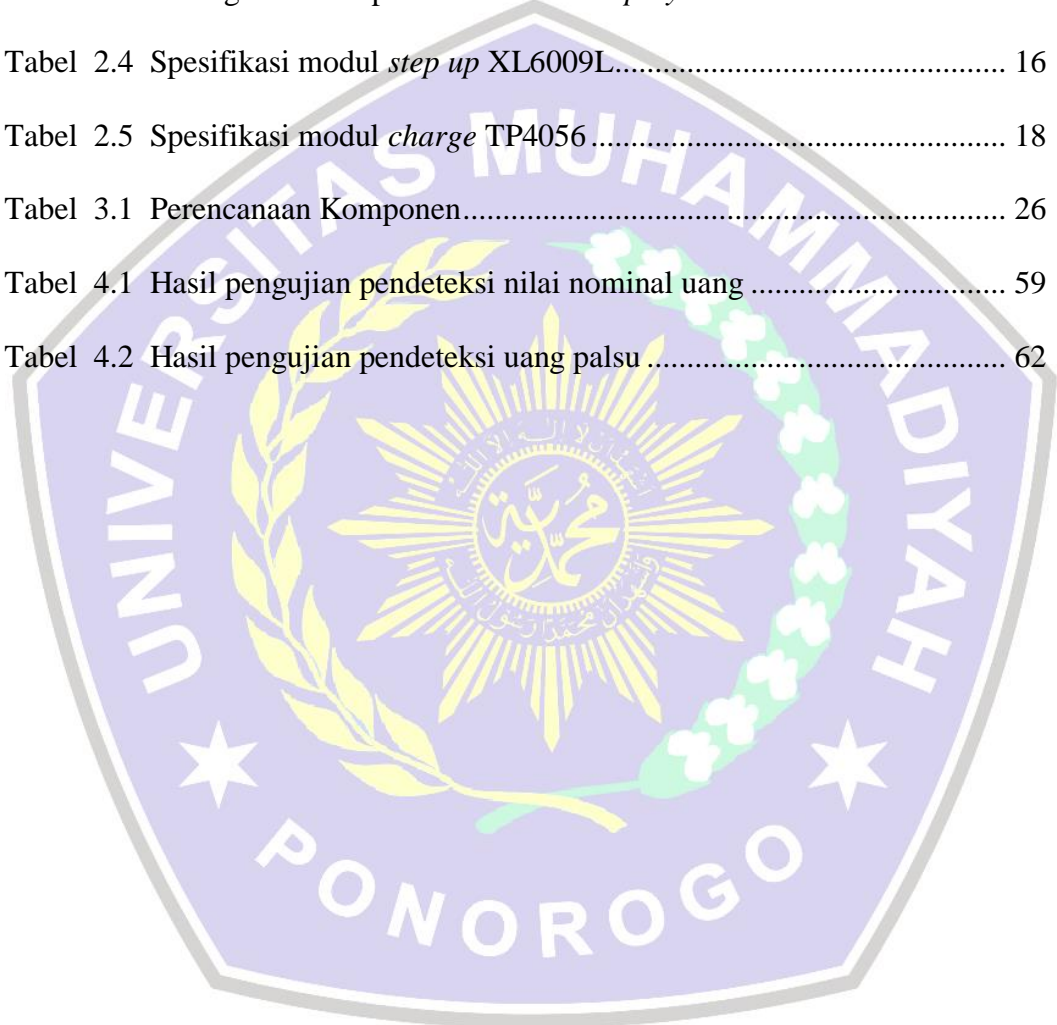 Tabel 2.4 Spesifikasi modul step up XL6009L............................................... 16
Tabel 2.5 Spesifikasi modul charge TP4056.................................................. 18
Tabel 3.1 Perencanaan Komponen................................................................. 26
Tabel 4.1 Hasil pengujian pendeteksi nilai nominal uang............................... 59
Tabel 4.2 Hasil pengujian pendeteksi uang palsu........................................... 62
UNIVERSITAS MUHAMMADIYAH
PONOROGO